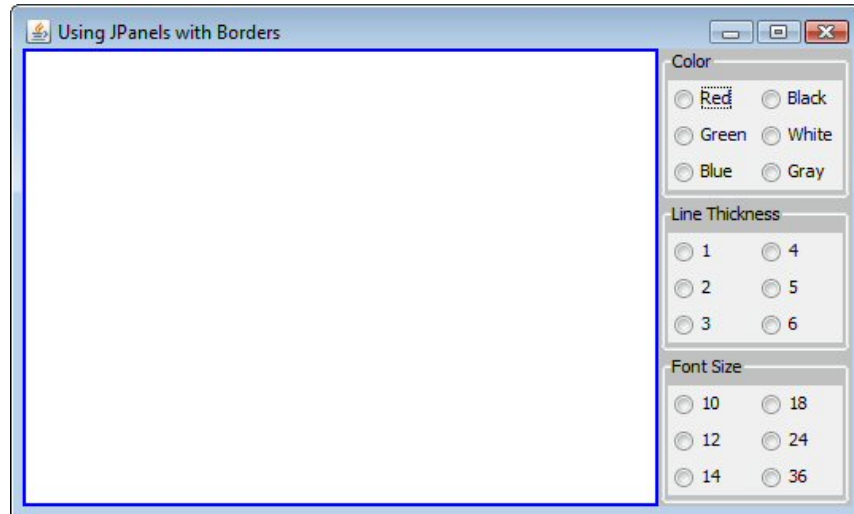 Using JPanels with Borders
Color
Red Black
Green White
Blue Gray
Line Thickness
1 4
2 5
3 6
Font Size
10 18
12 24
14 36